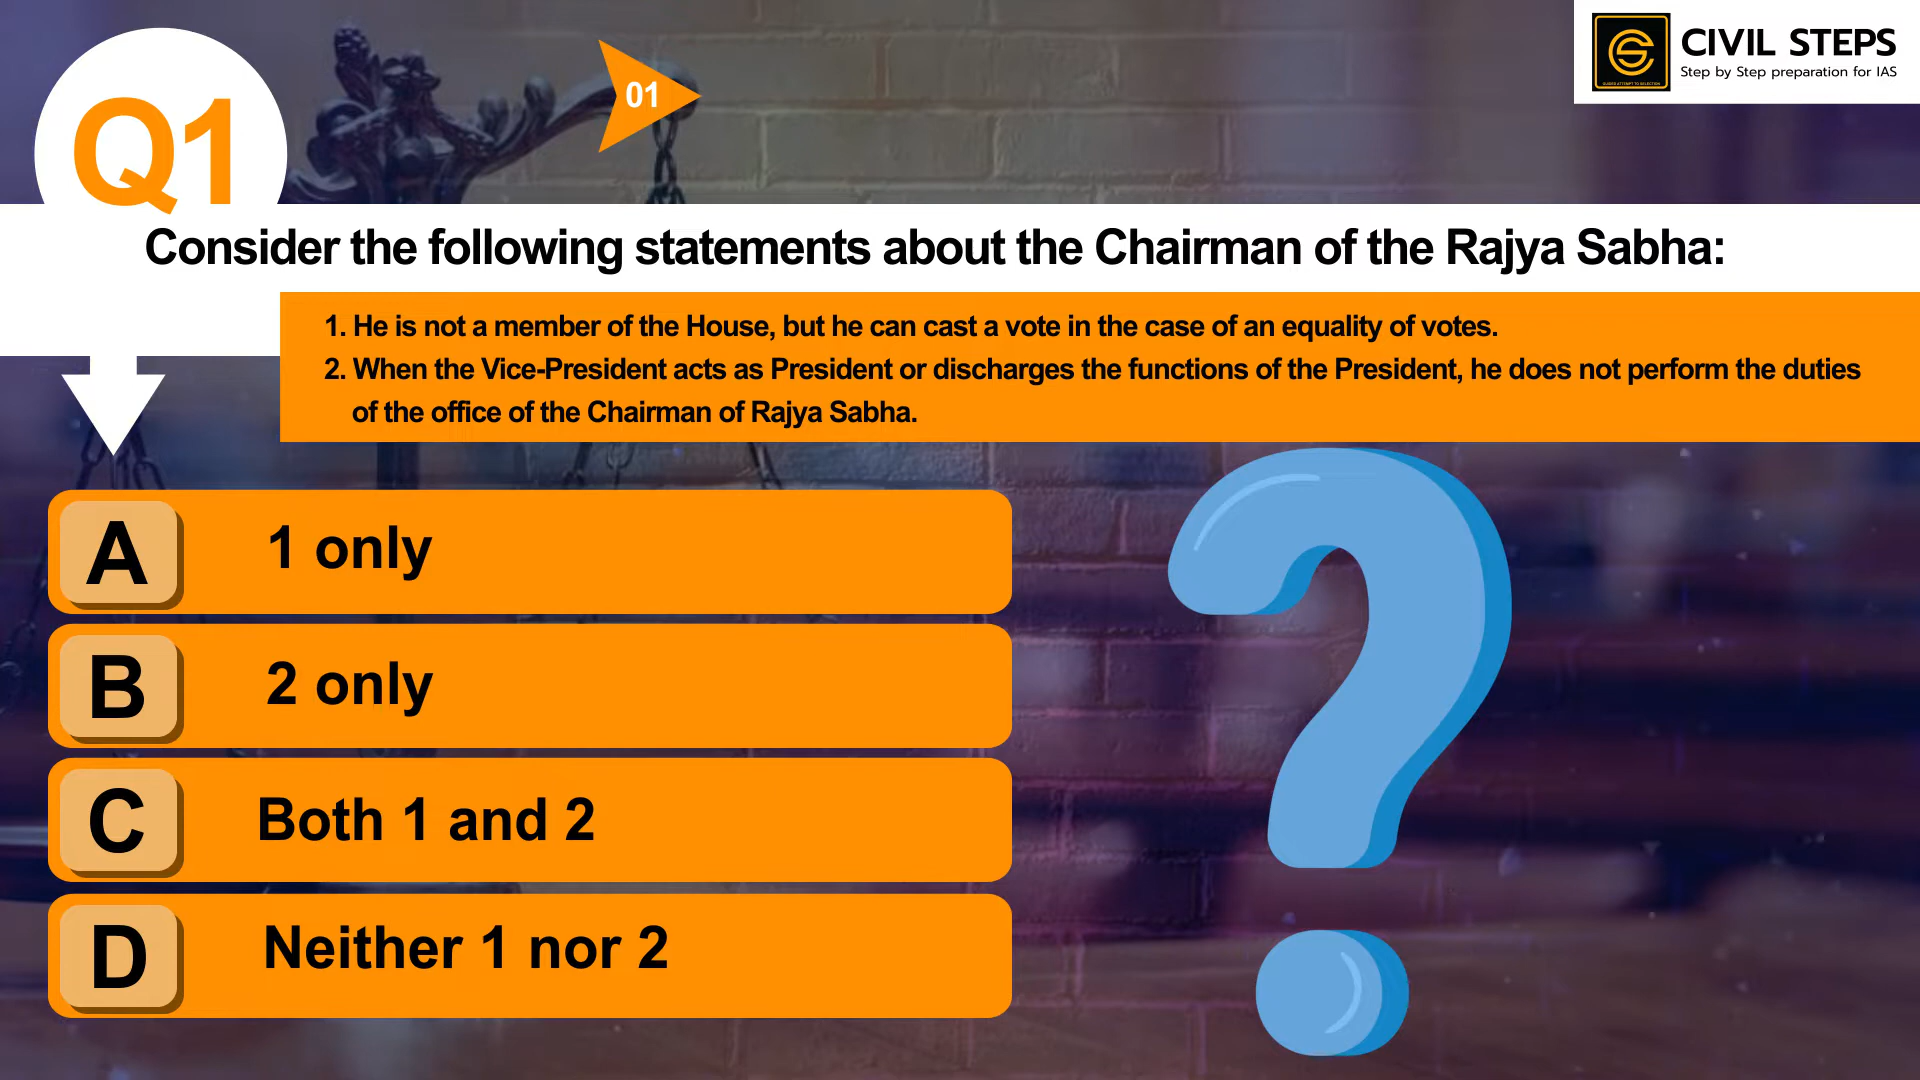 Q1
01
CIVIL STEPS
Step by Step preparation for IAS
Consider the following statements about the Chairman of the Rajya Sabha:
1. He is not a member of the House, but he can cast a vote in the case of an equality of votes.
2. When the Vice-President acts as President or discharges the functions of the President, he does not perform the duties
of the office of the Chairman of Rajya Sabha.
A 1 only
B 2 only
C Both 1 and 2
D Neither 1 nor 2